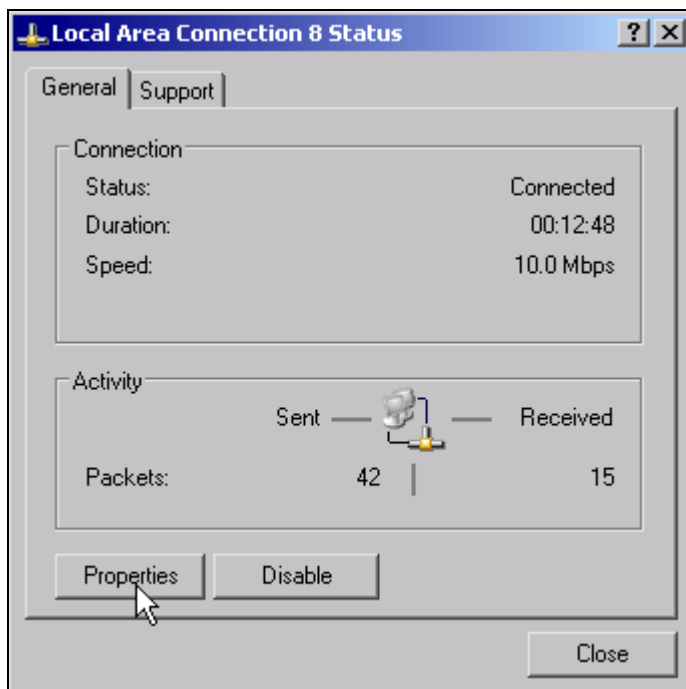 Local Area Connection 8 Status
General Support
Connection
Status: Connected
Duration: 00:12:48
Speed: 10.0 Mbps
Activity
Sent Received
Packets: 42 15
Properties Disable
Close